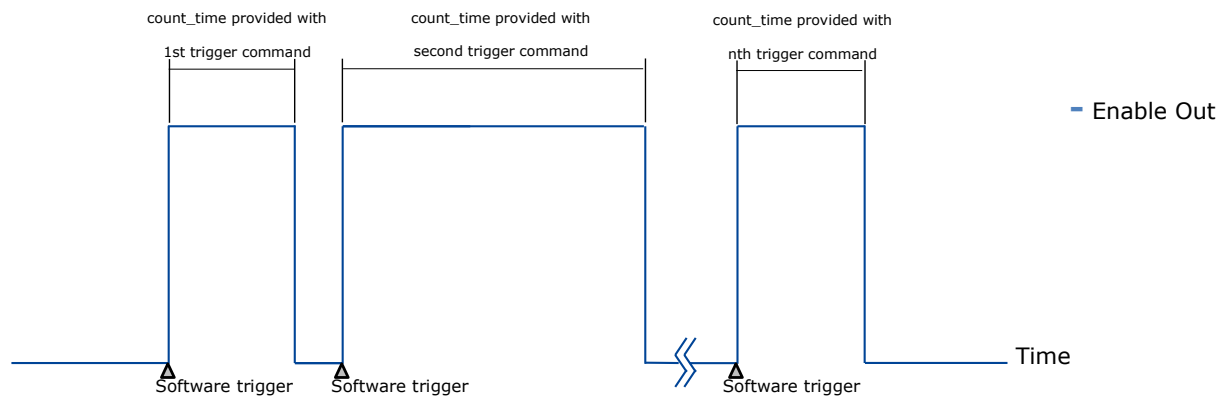 count_time provided with
1st trigger command
count_time provided with
second trigger command
count_time provided with
nth trigger command
Enable Out
Time
Software trigger
Software trigger
Software trigger